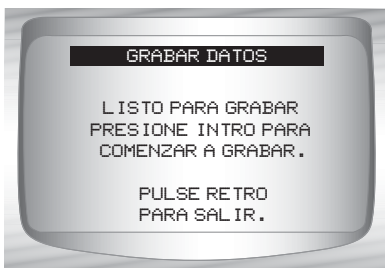 GRABAR DATOS
LISTO PARA GRABAR
PRESIONE INTRO PARA
COMENZAR A GRABAR.
PULSE RETRO
PARA SALIR.